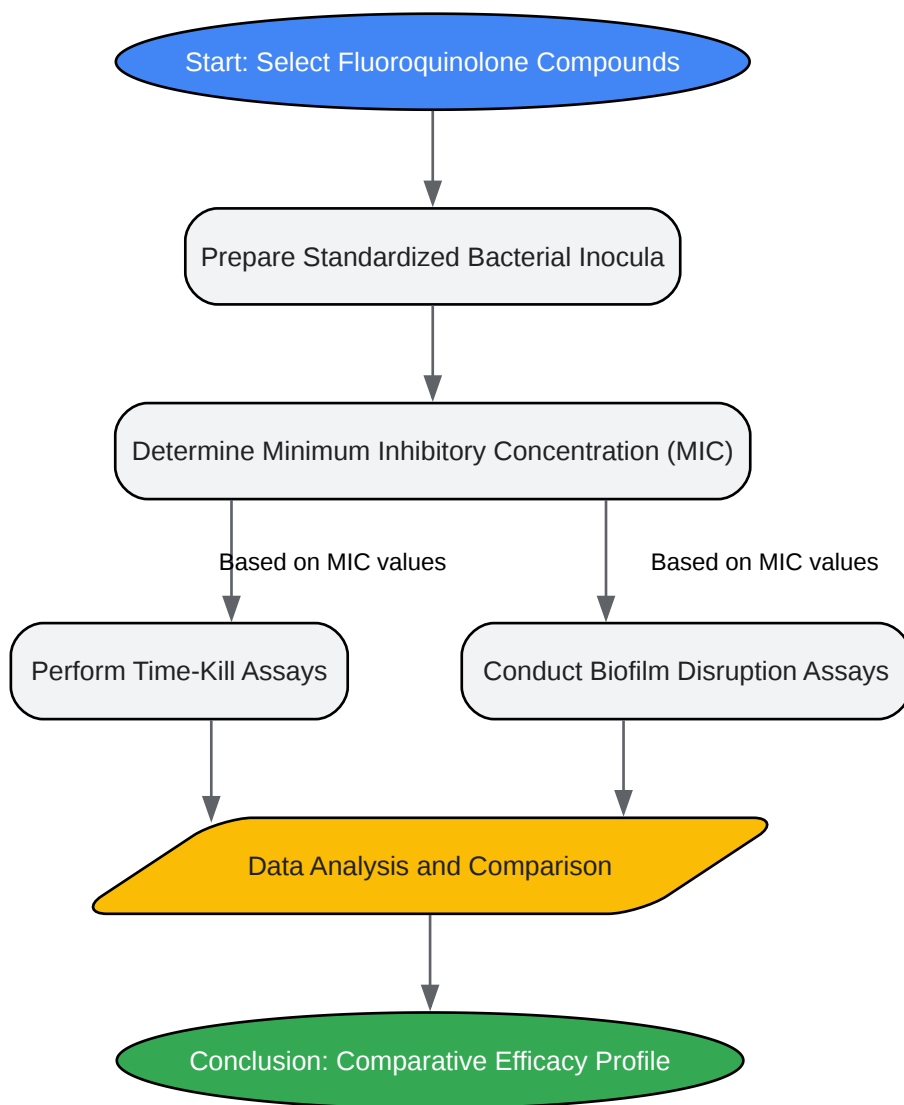 Start: Select Fluoroquinolone Compounds
Prepare Standardized Bacterial Inocula
Determine Minimum Inhibitory Concentration (MIC)
Based on MIC values
Based on MIC values
Perform Time-Kill Assays
Conduct Biofilm Disruption Assays
Data Analysis and Comparison
Conclusion: Comparative Efficacy Profile